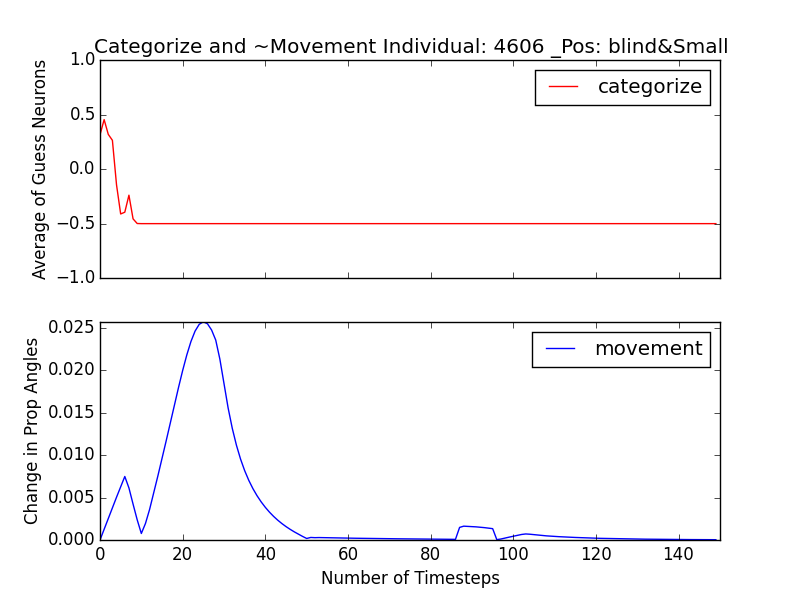 Categorize and ~Movement Individual: 4606 _Pos: blind&Small
1.0
0.5
0.0
−0.5
−1.0
Average of Guess Neurons
categorize
0.025
0.020
0.015
0.010
0.005
0.000
Change in Prop Angles
movement
0 20 40 60 80 100 120 140
Number of Timesteps